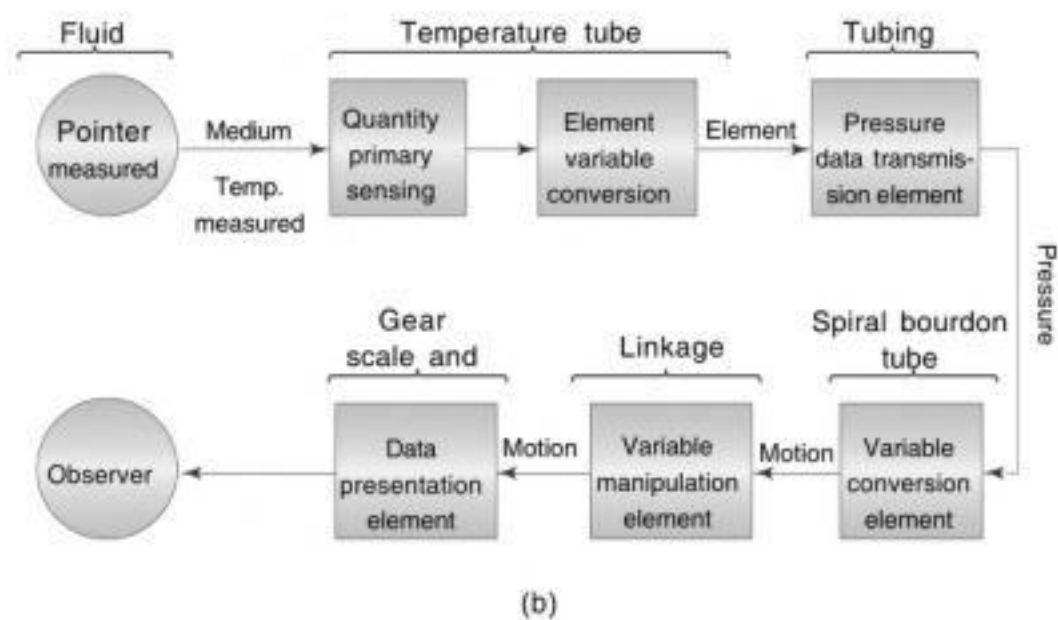 Fluid
Temperature tube
Tubing
Pointer
measured
Medium
Temp.
measured
Quantity
primary
sensing
Element
variable
conversion
Element
Pressure
data transmis-
sion element
Pressure
Gear
scale and
Linkage
Spiral bourdon
tube
Observer
Data
presentation
element
Motion
Variable
manipulation
element
Motion
Variable
conversion
element
(b)